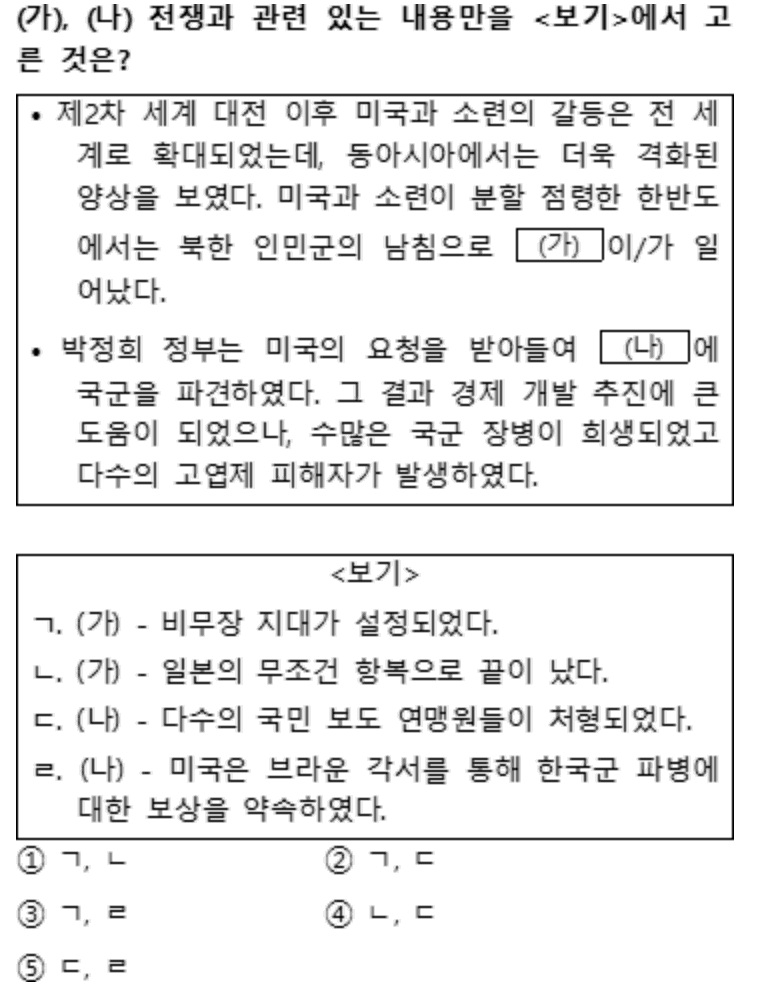 (가), (나) 전쟁과 관련 있는 내용만을 <보기>에서 고
른 것은?
• 제2차 세계 대전 이후 미국과 소련의 갈등은 전 세
계로 확대되었는데, 동아시아에서는 더욱 격화된
양상을 보였다. 미국과 소련이 분할 점령한 한반도
에서는 북한 인민군의 남침으로 (가) 이/가 일
어났다.
• 박정희 정부는 미국의 요청을 받아들여 (나) 에
국군을 파견하였다. 그 결과 경제 개발 추진에 큰
도움이 되었으나, 수많은 국군 장병이 희생되었고
다수의 고엽제 피해자가 발생하였다.
<보기>
ㄱ. (가) - 비무장 지대가 설정되었다.
ㄴ. (가) - 일본의 무조건 항복으로 끝이 났다.
ㄷ. (나) - 다수의 국민 보도 연맹원들이 처형되었다.
ㄹ. (나) - 미국은 브라운 각서를 통해 한국군 파병에
대한 보상을 약속하였다.
① ㄱ, ㄴ ② ㄱ, ㄷ
③ ㄱ, ㄹ ④ ㄴ, ㄷ
⑤ ㄷ, ㄹ